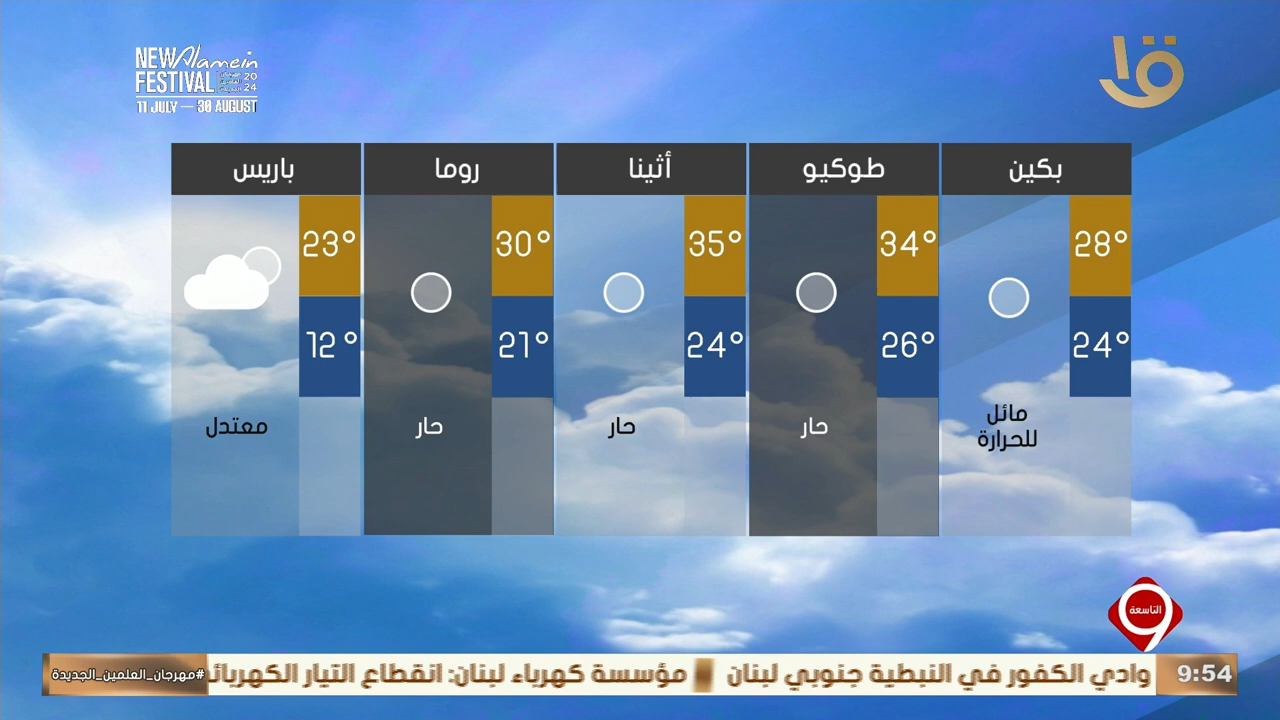 NEW Alamein
FESTIVAL 20
24
11 JULY — 30 AUGUST
بكين
28°
24°
مائل
للحرارة
طوكيو
34°
26°
حار
أثينا
35°
24°
حار
روما
30°
21°
حار
باريس
23°
12°
معتدل
التاسعة
9
9:54
وادي الكفور في النبطية جنوبي لبنان مؤسسة كهرباء لبنان: انقطاع التيار الكهربائ
#مهرجان_العلمين_الجديدة